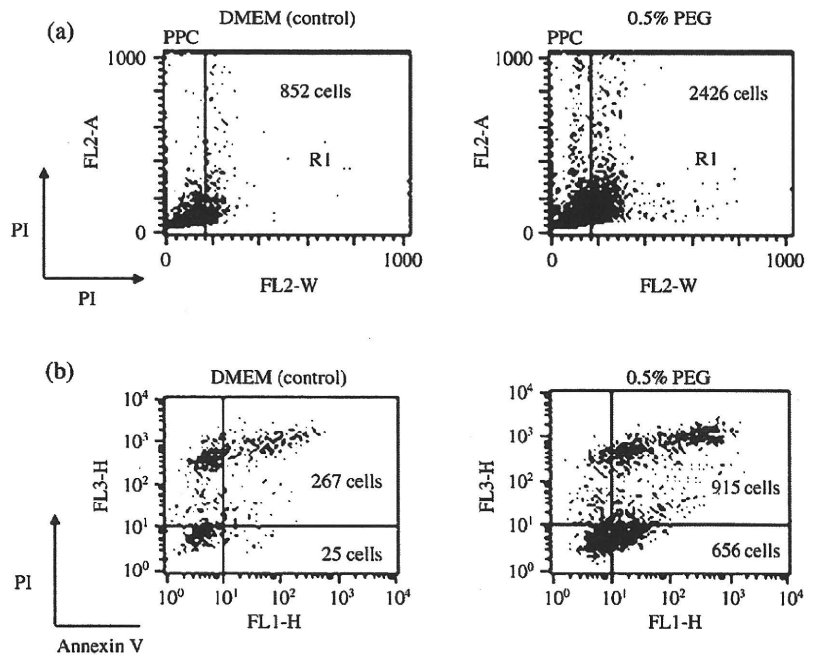 (a)
DMEM (control)
PPC
1000
852 cells
FL2-A
R1
0
0
1000
FL2-W
PI
PI
0.5% PEG
PPC
1000
2426 cells
FL2-A
R1
0
0
1000
FL2-W
(b)
DMEM (control)
10⁴
10³
10²
10¹
10⁰
FL3-H
267 cells
25 cells
10⁰ 10¹ 10² 10³ 10⁴
FL1-H
PI
Annexin V
0.5% PEG
10⁴
10³
10²
10¹
10⁰
FL3-H
915 cells
656 cells
10⁰ 10¹ 10² 10³ 10⁴
FL1-H